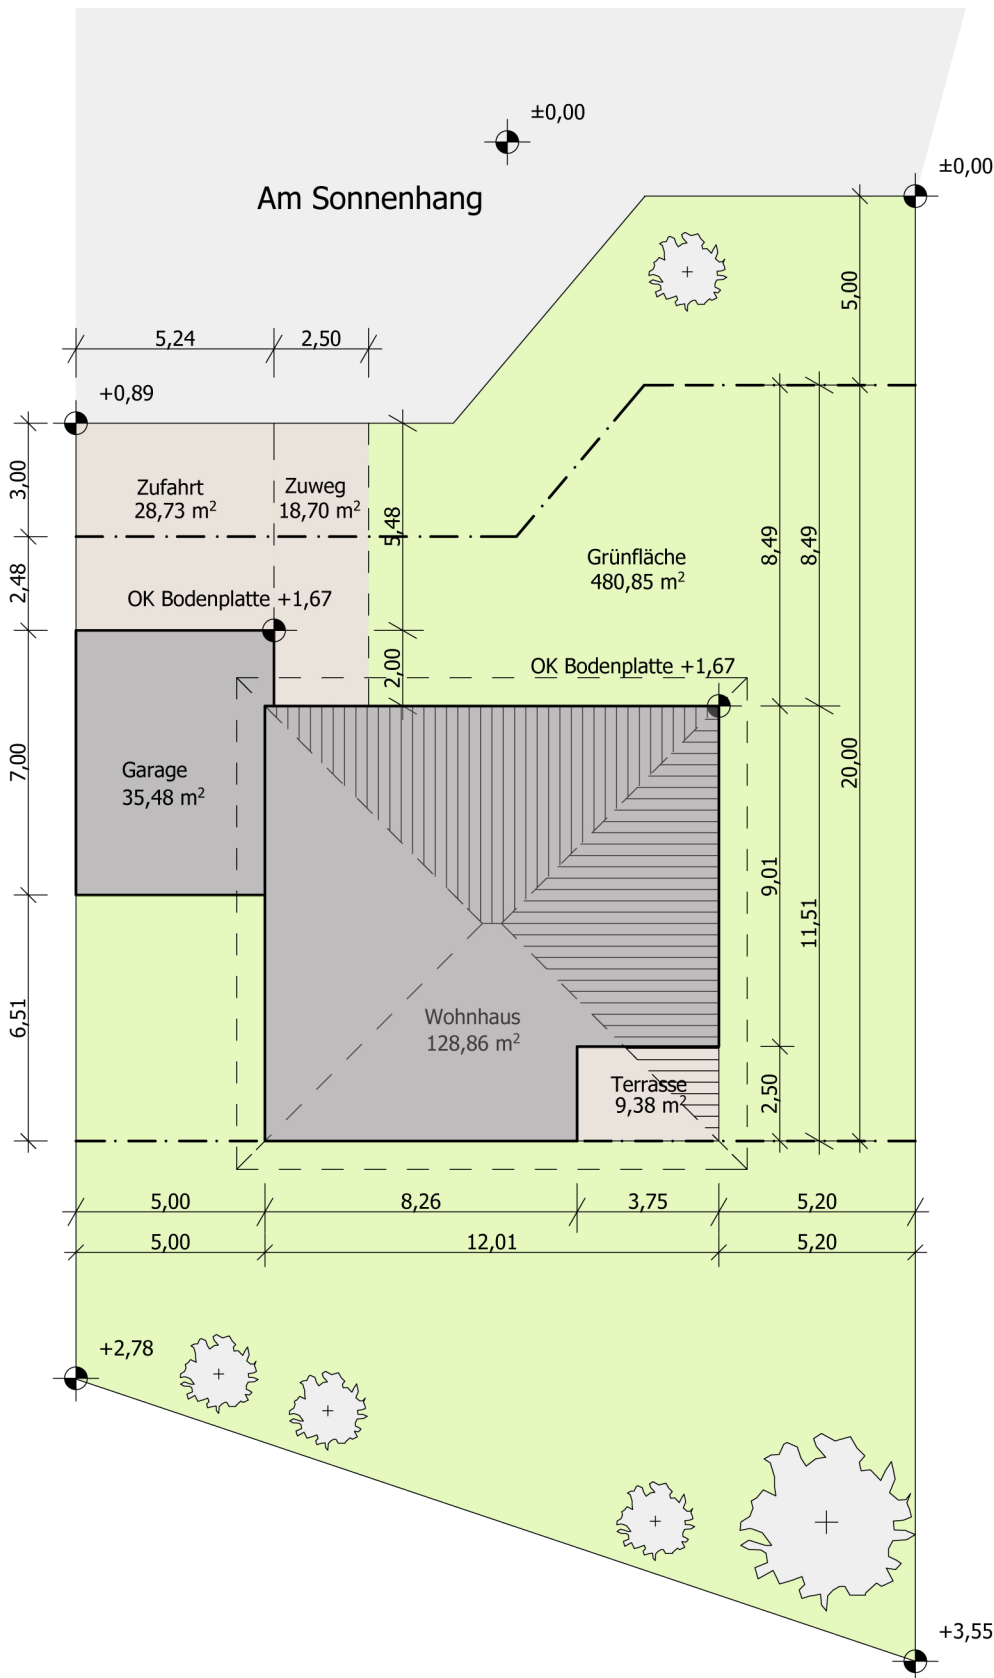 ±0,00
±0,00
Am Sonnenhang
5,00
5,24
2,50
+0,89
3,00
Zufahrt
28,73 m²
Zuweg
18,70 m²
5,48
8,49
8,49
Grünfläche
480,85 m²
2,48
OK Bodenplatte +1,67
2,00
OK Bodenplatte +1,67
7,00
Garage
35,48 m²
20,00
9,01
11,51
6,51
Wohnhaus
128,86 m²
Terrasse
9,38 m²
2,50
5,00
8,26
3,75
5,20
5,00
12,01
5,20
+2,78
+3,55